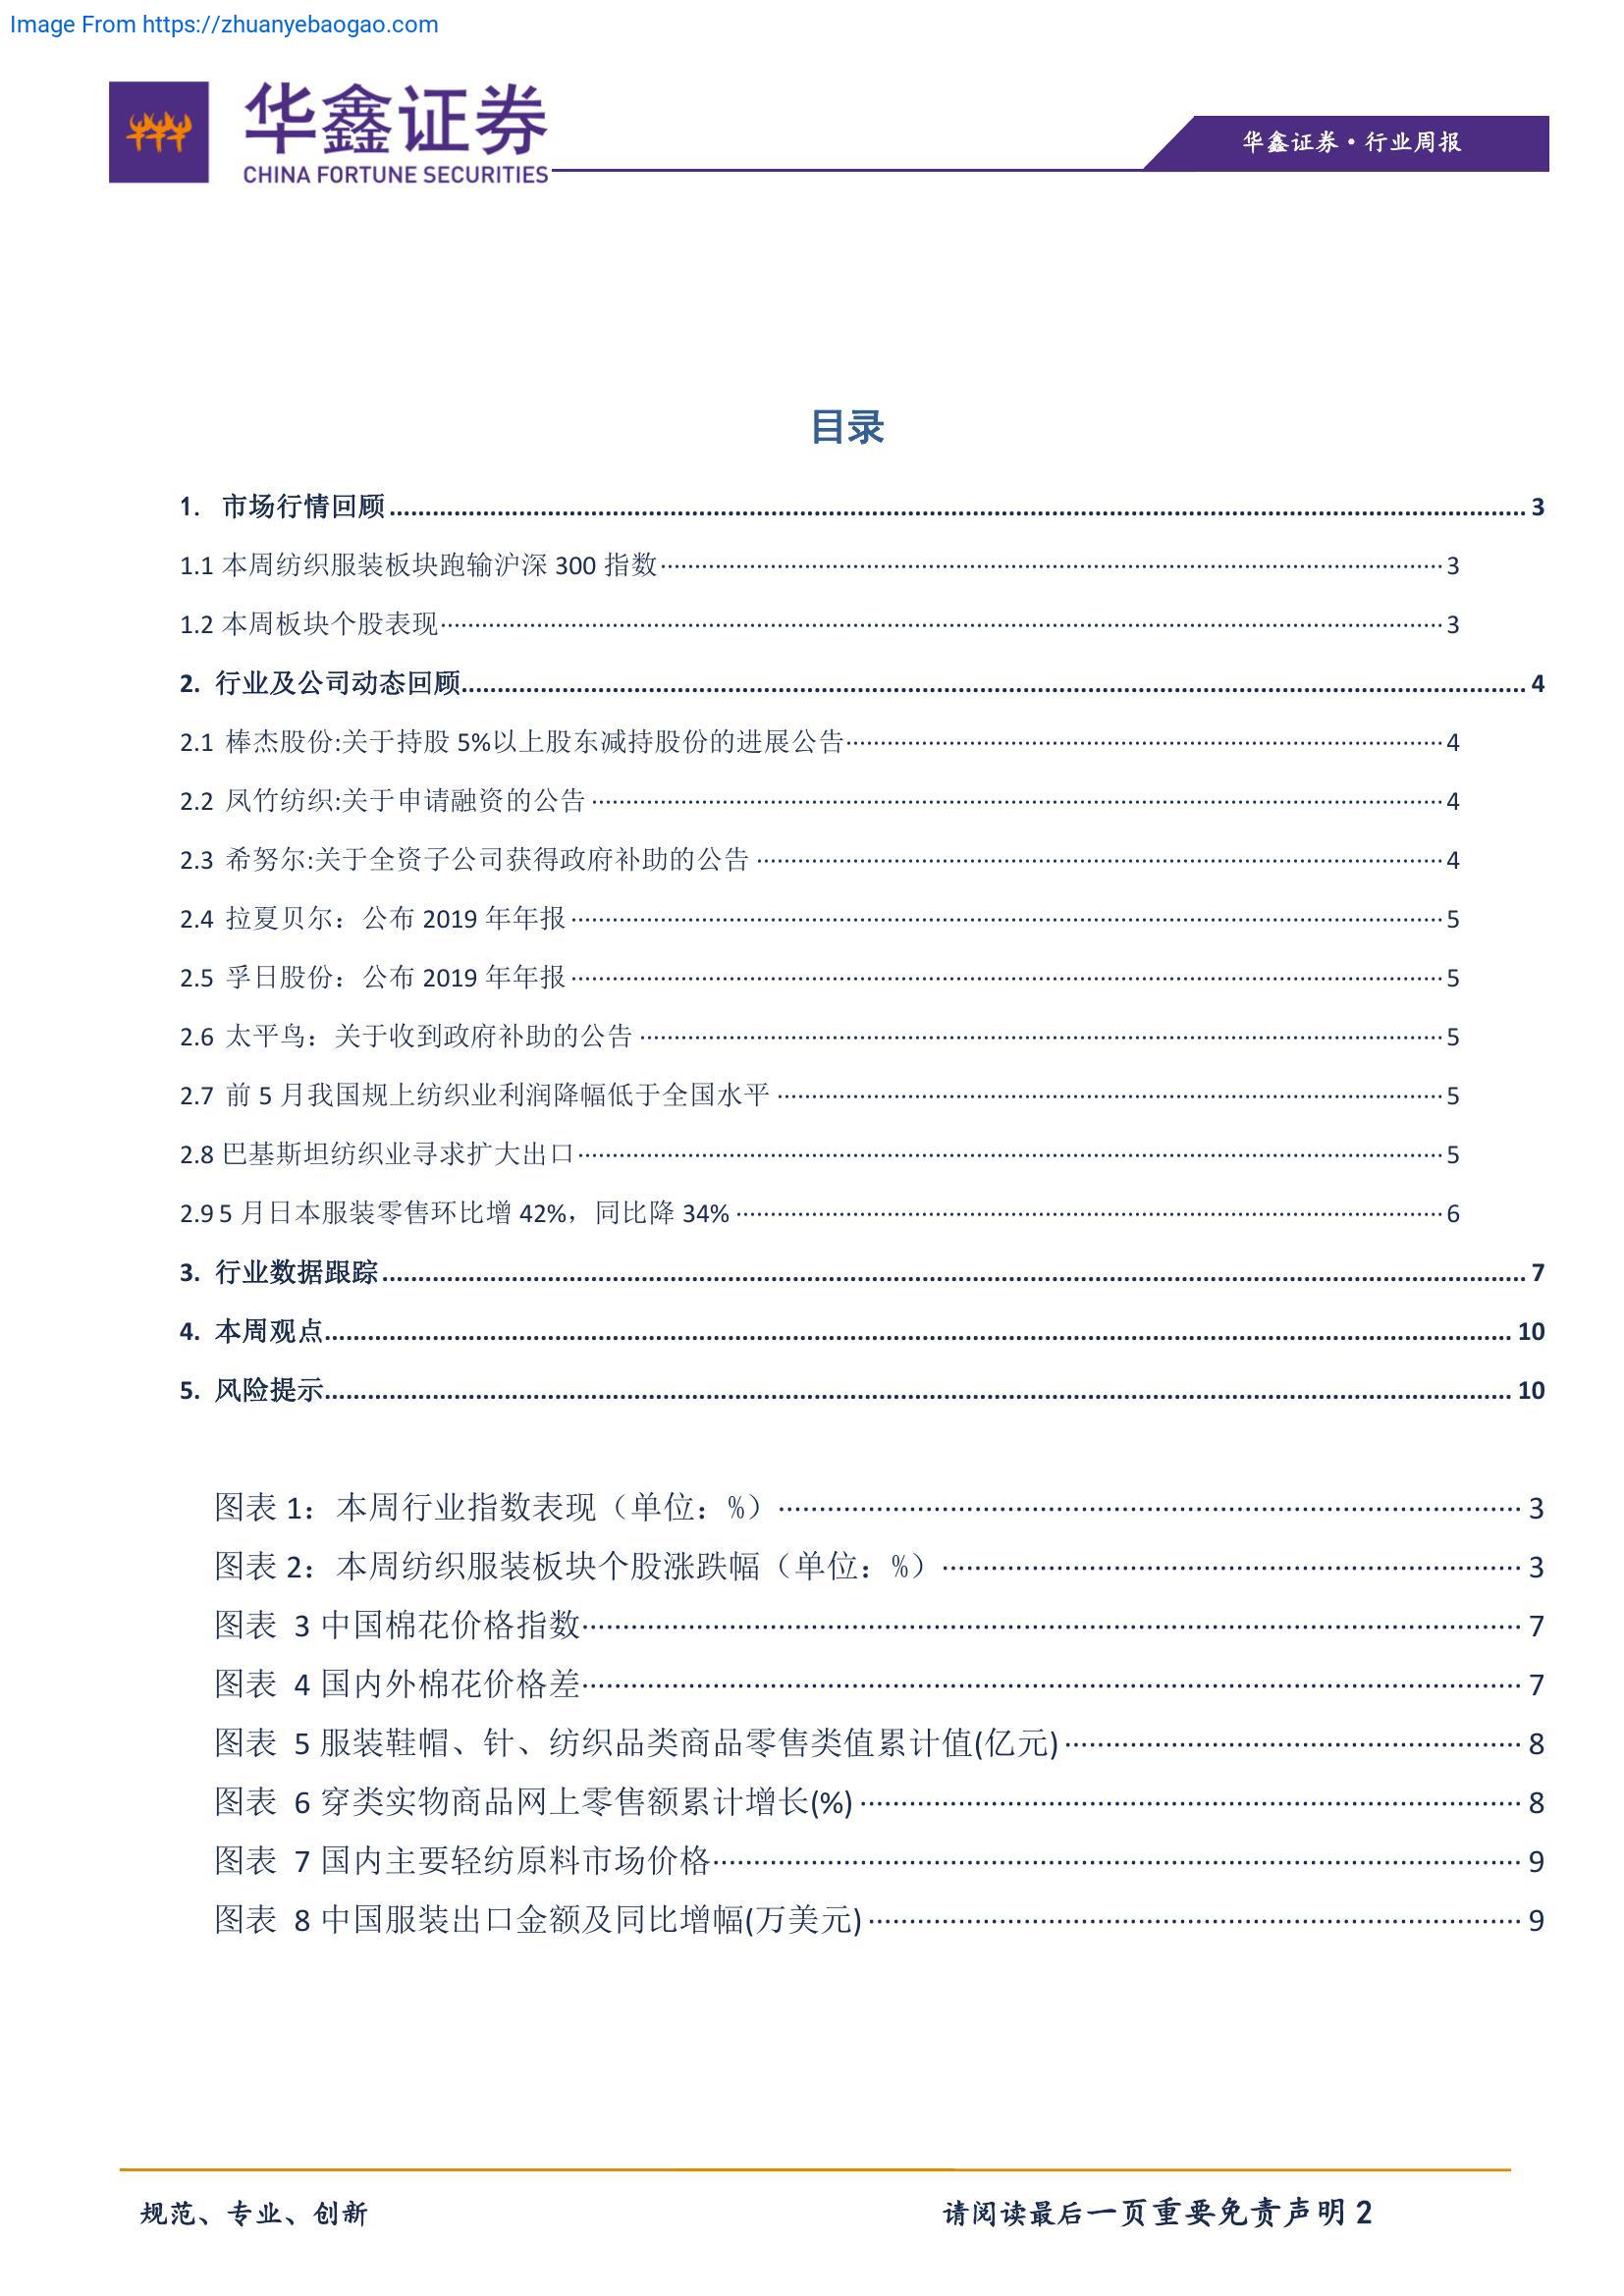 Image From https://zhuanyebaogao.com
华鑫证券
CHINA FORTUNE SECURITIES
华鑫证券·行业周报
目录
1. 市场行情回顾 3
1.1 本周纺织服装板块跑输沪深 300 指数 3
1.2 本周板块个股表现 3
2. 行业及公司动态回顾 4
2.1 棒杰股份:关于持股 5%以上股东减持股份的进展公告 4
2.2 凤竹纺织:关于申请融资的公告 4
2.3 希努尔:关于全资子公司获得政府补助的公告 4
2.4 拉夏贝尔：公布 2019 年年报 5
2.5 孚日股份：公布 2019 年年报 5
2.6 太平鸟：关于收到政府补助的公告 5
2.7 前 5 月我国规上纺织业利润降幅低于全国水平 5
2.8 巴基斯坦纺织业寻求扩大出口 5
2.9 5 月日本服装零售环比增 42%，同比降 34% 6
3. 行业数据跟踪 7
4. 本周观点 10
5. 风险提示 10
图表 1：本周行业指数表现（单位：%） 3
图表 2：本周纺织服装板块个股涨跌幅（单位：%） 3
图表 3 中国棉花价格指数 7
图表 4 国内外棉花价格差 7
图表 5 服装鞋帽、针、纺织品类商品零售类值累计值(亿元) 8
图表 6 穿类实物商品网上零售额累计增长(%) 8
图表 7 国内主要轻纺原料市场价格 9
图表 8 中国服装出口金额及同比增幅(万美元) 9
规范、专业、创新
请阅读最后一页重要免责声明 2